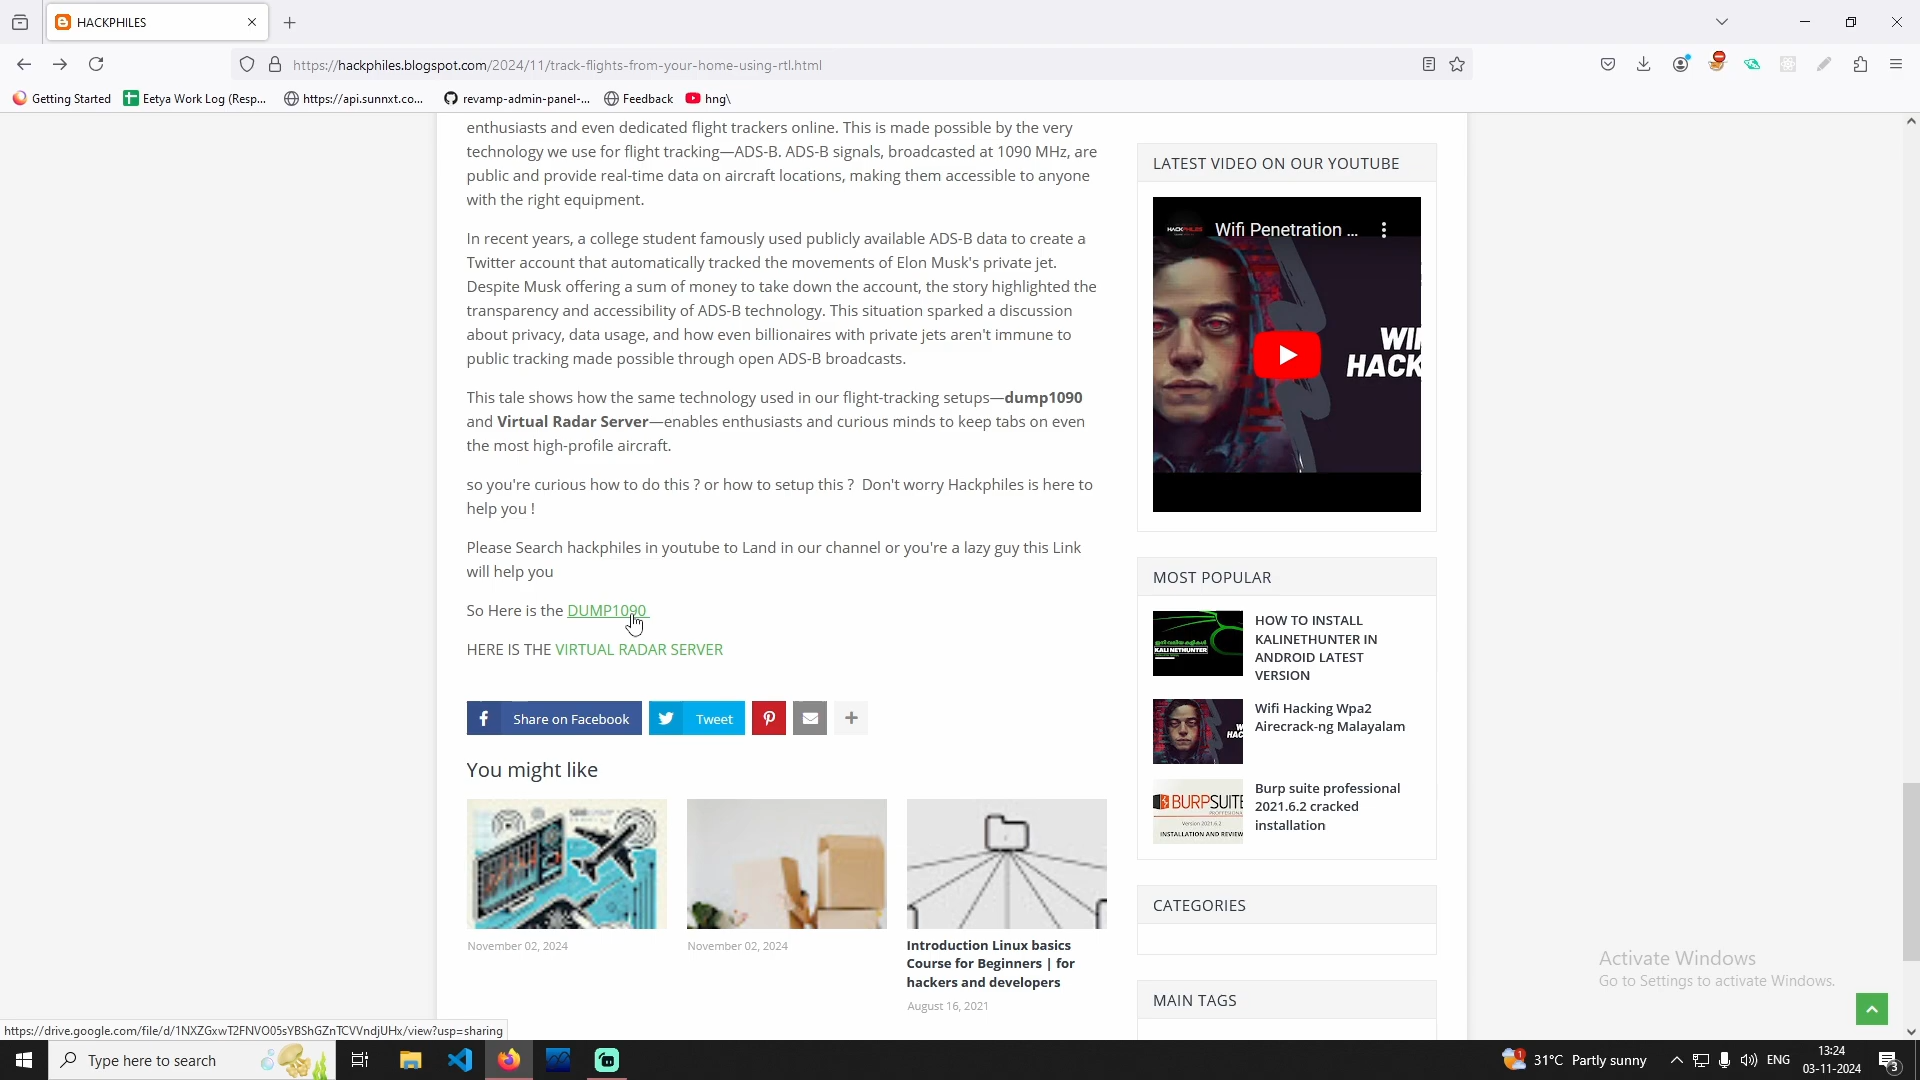 HACKPHILES
https://hackphiles.blogspot.com/2024/11/track-flights-from-your-home-using-rtl.html
Getting Started
Eetya Work Log (Resp...
https://api.sunnxt.co...
revamp-admin-panel-...
Feedback
hng\
enthusiasts and even dedicated flight trackers online. This is made possible by the very
technology we use for flight tracking—ADS-B. ADS-B signals, broadcasted at 1090 MHz, are
public and provide real-time data on aircraft locations, making them accessible to anyone
with the right equipment.
In recent years, a college student famously used publicly available ADS-B data to create a
Twitter account that automatically tracked the movements of Elon Musk's private jet.
Despite Musk offering a sum of money to take down the account, the story highlighted the
transparency and accessibility of ADS-B technology. This situation sparked a discussion
about privacy, data usage, and how even billionaires with private jets aren't immune to
public tracking made possible through open ADS-B broadcasts.
This tale shows how the same technology used in our flight-tracking setups—dump1090
and Virtual Radar Server—enables enthusiasts and curious minds to keep tabs on even
the most high-profile aircraft.
so you're curious how to do this ? or how to setup this ?  Don't worry Hackphiles is here to
help you !
Please Search hackphiles in youtube to Land in our channel or you're a lazy guy this Link
will help you
So Here is the DUMP1090
HERE IS THE VIRTUAL RADAR SERVER
Share on Facebook
Tweet
You might like
November 02, 2024
November 02, 2024
Introduction Linux basics
Course for Beginners | for
hackers and developers
August 16, 2021
LATEST VIDEO ON OUR YOUTUBE
HACKPHILES
Wifi Penetration ...
WI
HACK
MOST POPULAR
KALI NETHUNTER
HOW TO INSTALL
KALINETHUNTER IN
ANDROID LATEST
VERSION
Wifi Hacking Wpa2
Airecrack-ng Malayalam
BURPSUITE
Version 2021.6.2
INSTALLATION AND REVIEW
Burp suite professional
2021.6.2 cracked
installation
CATEGORIES
MAIN TAGS
Activate Windows
Go to Settings to activate Windows.
https://drive.google.com/file/d/1NXZGxwT2FNVO05sYBShGZnTCVVndjUHx/view?usp=sharing
Type here to search
1
31°C Partly sunny
ENG
13:24
03-11-2024
3